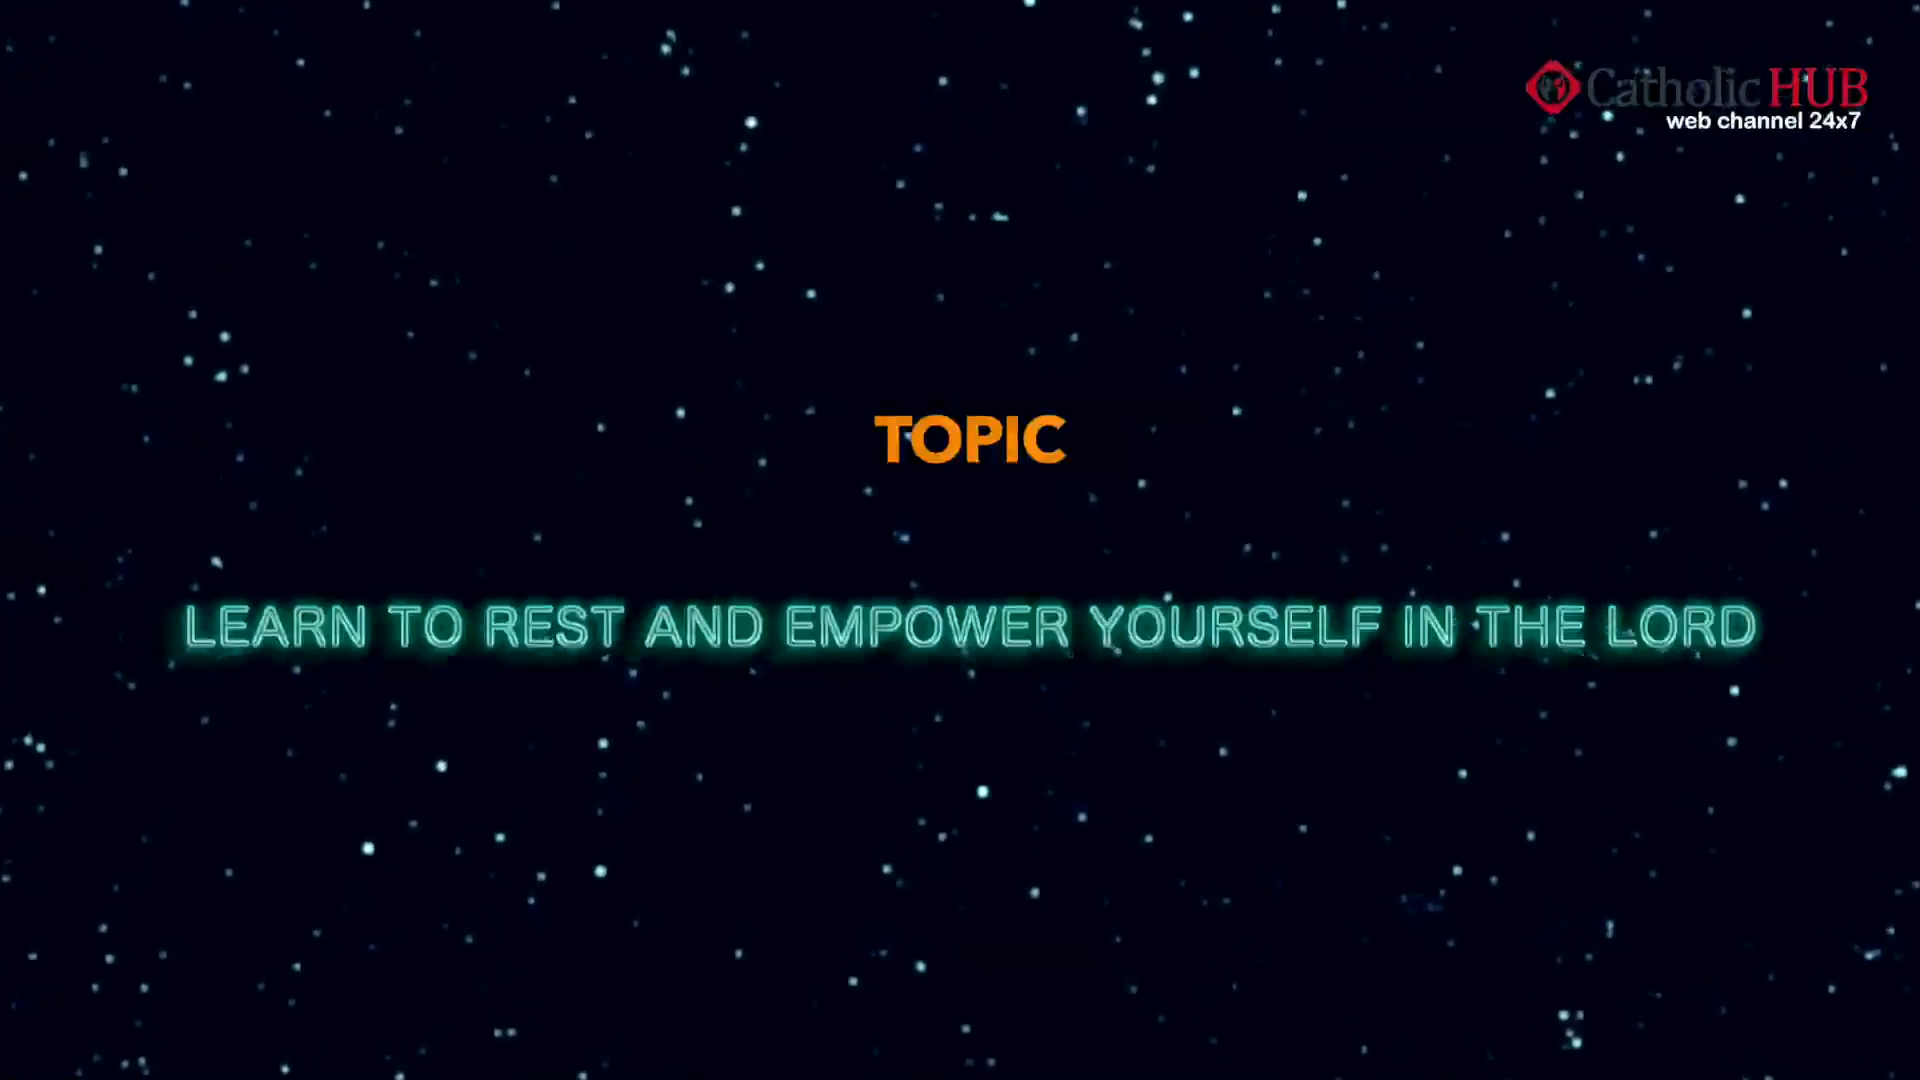 Catholic HUB
web channel 24x7
TOPIC
LEARN TO REST AND EMPOWER YOURSELF IN THE LORD